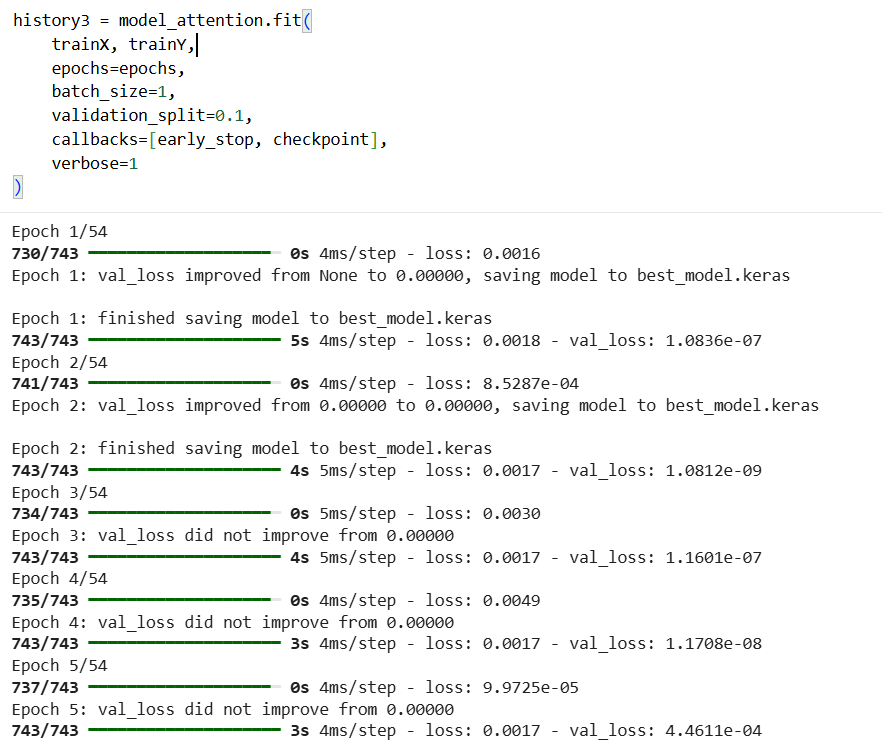 history3 = model_attention.fit(
    trainX, trainY,
    epochs=epochs,
    batch_size=1,
    validation_split=0.1,
    callbacks=[early_stop, checkpoint],
    verbose=1
)
Epoch 1/54
730/743 0s 4ms/step - loss: 0.0016
Epoch 1: val_loss improved from None to 0.00000, saving model to best_model.keras
Epoch 1: finished saving model to best_model.keras
743/743 5s 4ms/step - loss: 0.0018 - val_loss: 1.0836e-07
Epoch 2/54
741/743 0s 4ms/step - loss: 8.5287e-04
Epoch 2: val_loss improved from 0.00000 to 0.00000, saving model to best_model.keras
Epoch 2: finished saving model to best_model.keras
743/743 4s 5ms/step - loss: 0.0017 - val_loss: 1.0812e-09
Epoch 3/54
734/743 0s 5ms/step - loss: 0.0030
Epoch 3: val_loss did not improve from 0.00000
743/743 4s 5ms/step - loss: 0.0017 - val_loss: 1.1601e-07
Epoch 4/54
735/743 0s 4ms/step - loss: 0.0049
Epoch 4: val_loss did not improve from 0.00000
743/743 3s 4ms/step - loss: 0.0017 - val_loss: 1.1708e-08
Epoch 5/54
737/743 0s 4ms/step - loss: 9.9725e-05
Epoch 5: val_loss did not improve from 0.00000
743/743 3s 4ms/step - loss: 0.0017 - val_loss: 4.4611e-04